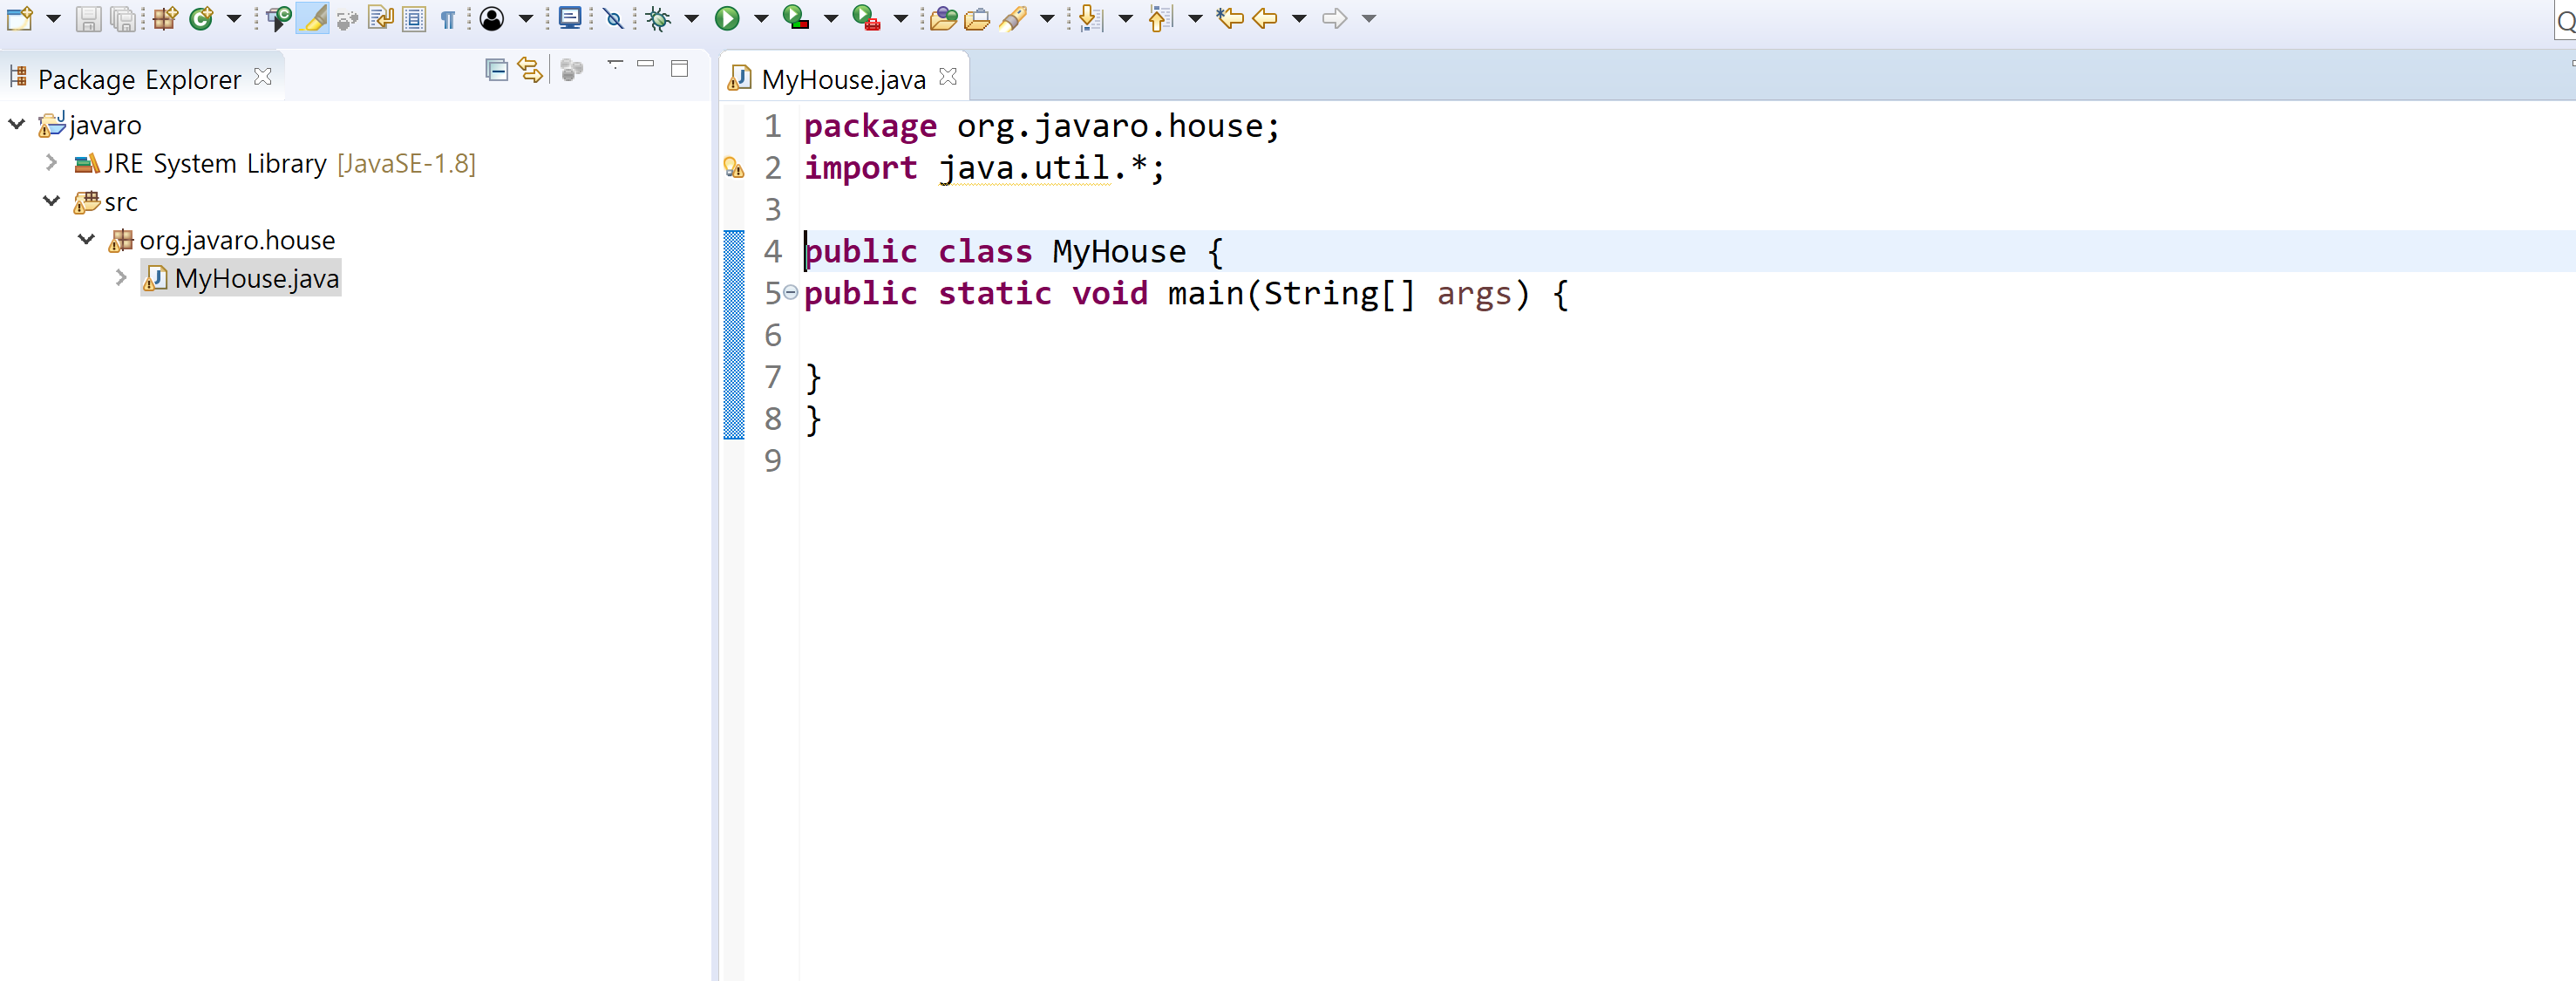 Package Explorer
javaro
JRE System Library [JavaSE-1.8]
src
org.javaro.house
MyHouse.java
MyHouse.java
1 package org.javaro.house;
2 import java.util.*;
3
4 public class MyHouse {
5 public static void main(String[] args) {
6
7 }
8 }
9